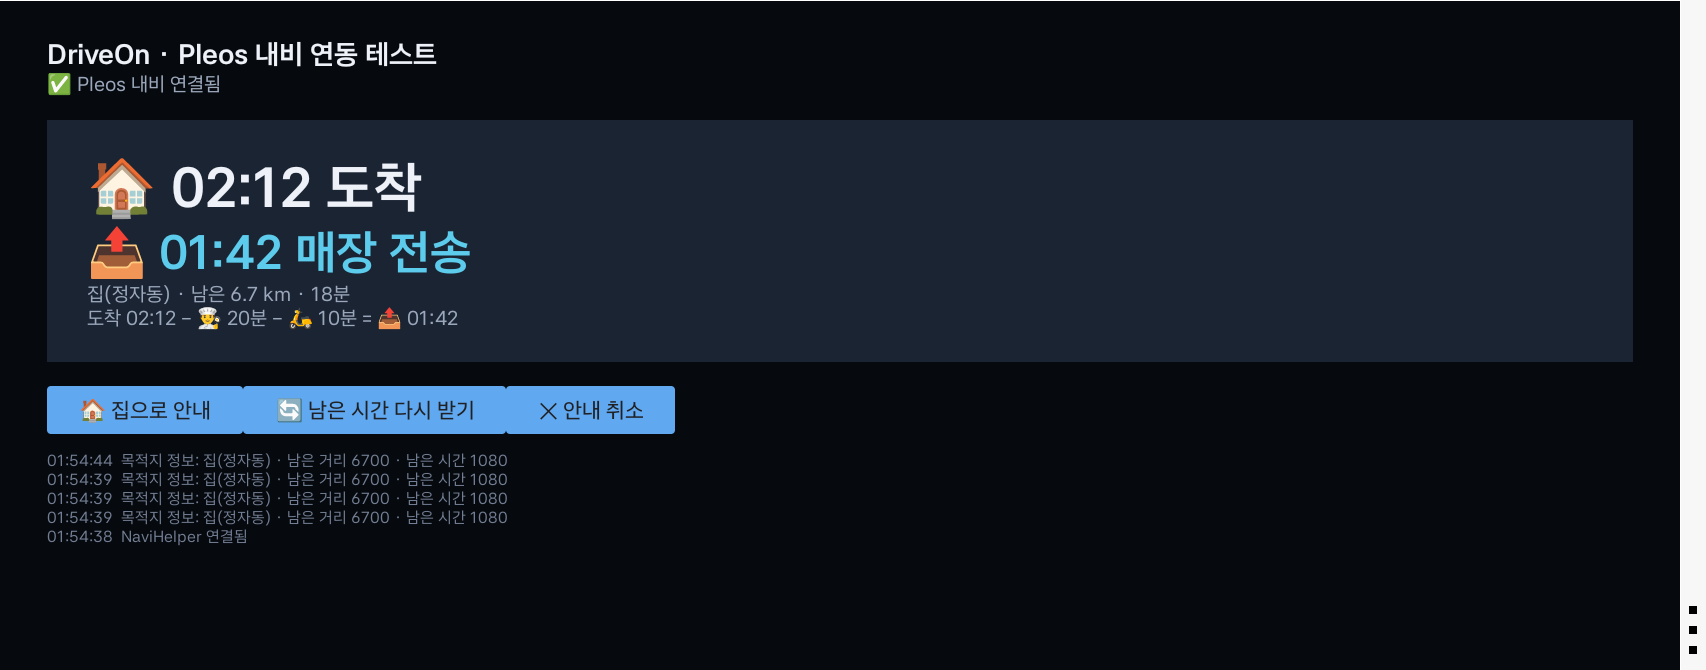 DriveOn · Pleos 내비 연동 테스트
✅ Pleos 내비 연결됨
🏠 02:12 도착
📤 01:42 매장 전송
집(정자동) · 남은 6.7 km · 18분
도착 02:12 − 🧑‍🍳 20분 − 🛵 10분 = 📤 01:42
🏠 집으로 안내 🔄 남은 시간 다시 받기 ✕ 안내 취소
01:54:44 목적지 정보: 집(정자동) · 남은 거리 6700 · 남은 시간 1080
01:54:39 목적지 정보: 집(정자동) · 남은 거리 6700 · 남은 시간 1080
01:54:39 목적지 정보: 집(정자동) · 남은 거리 6700 · 남은 시간 1080
01:54:39 목적지 정보: 집(정자동) · 남은 거리 6700 · 남은 시간 1080
01:54:38 NaviHelper 연결됨